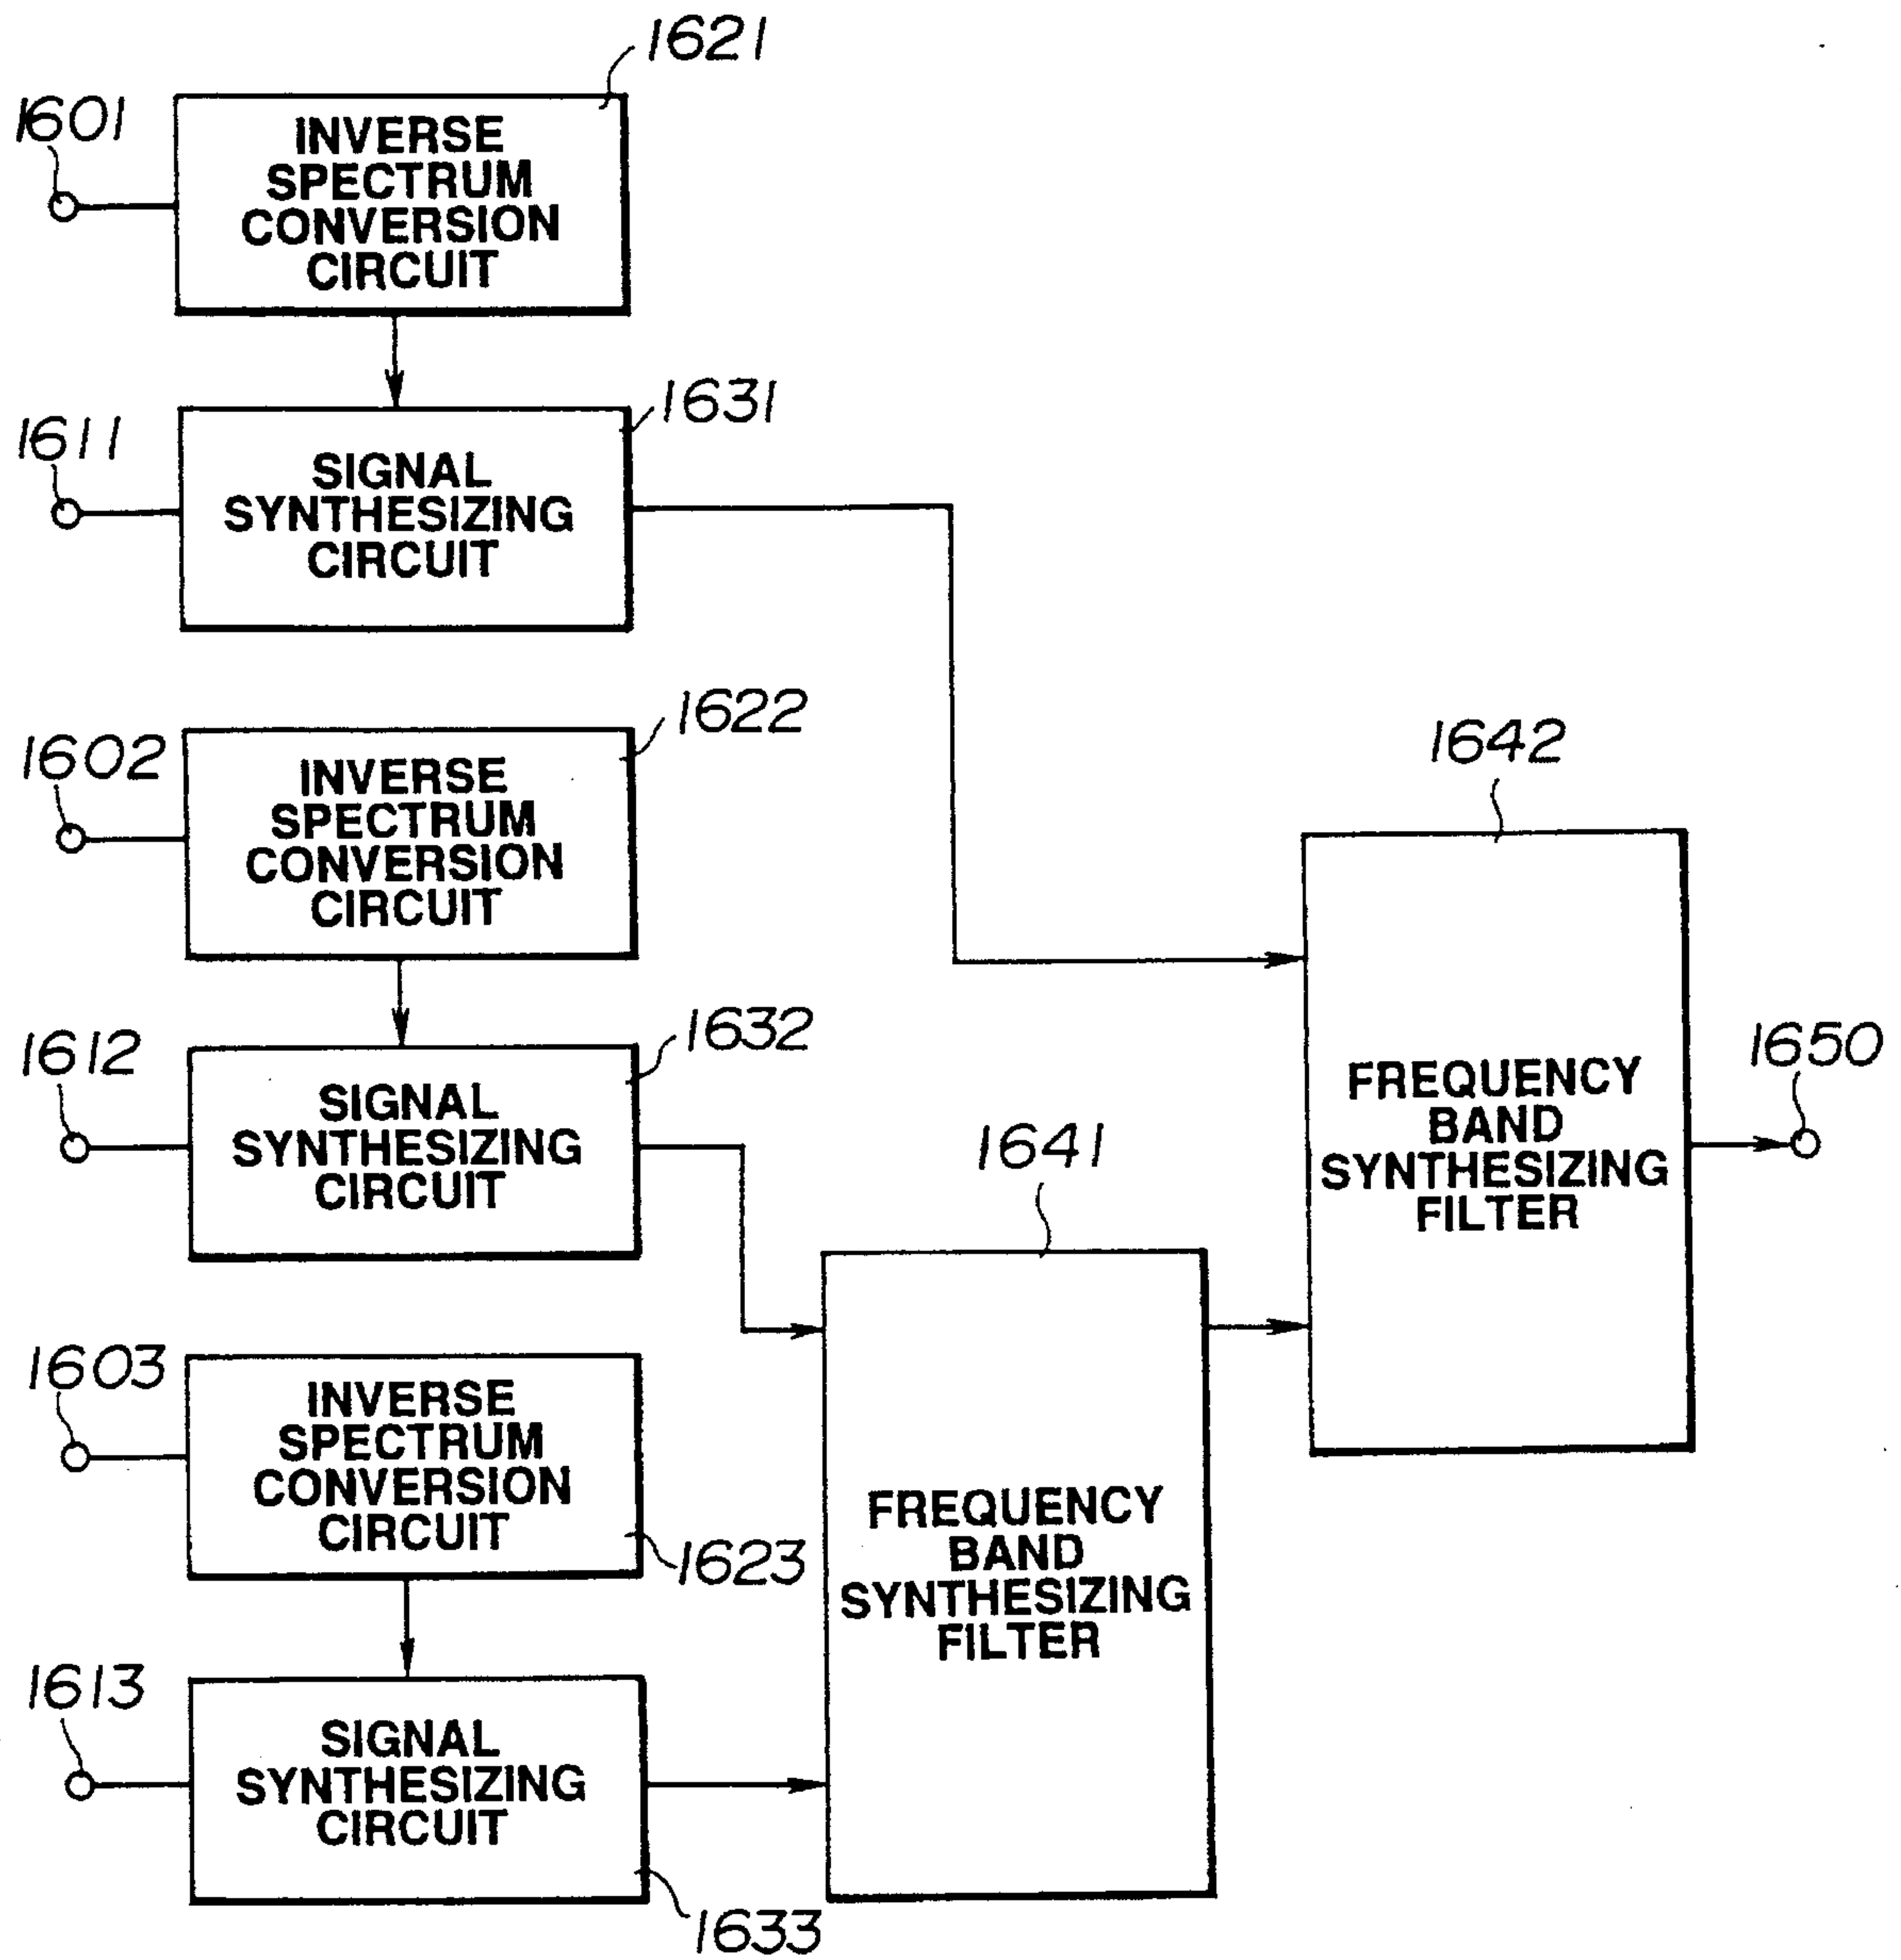 1621
1601
INVERSE
SPECTRUM
CONVERSION
CIRCUIT
1631
1611
SIGNAL
SYNTHESIZING
CIRCUIT
1622
1602
INVERSE
SPECTRUM
CONVERSION
CIRCUIT
1642
1632
1612
SIGNAL
SYNTHESIZING
CIRCUIT
1650
FREQUENCY
BAND
SYNTHESIZING
FILTER
1641
1603
INVERSE
SPECTRUM
CONVERSION
CIRCUIT
1623
FREQUENCY
BAND
SYNTHESIZING
FILTER
1613
SIGNAL
SYNTHESIZING
CIRCUIT
1633